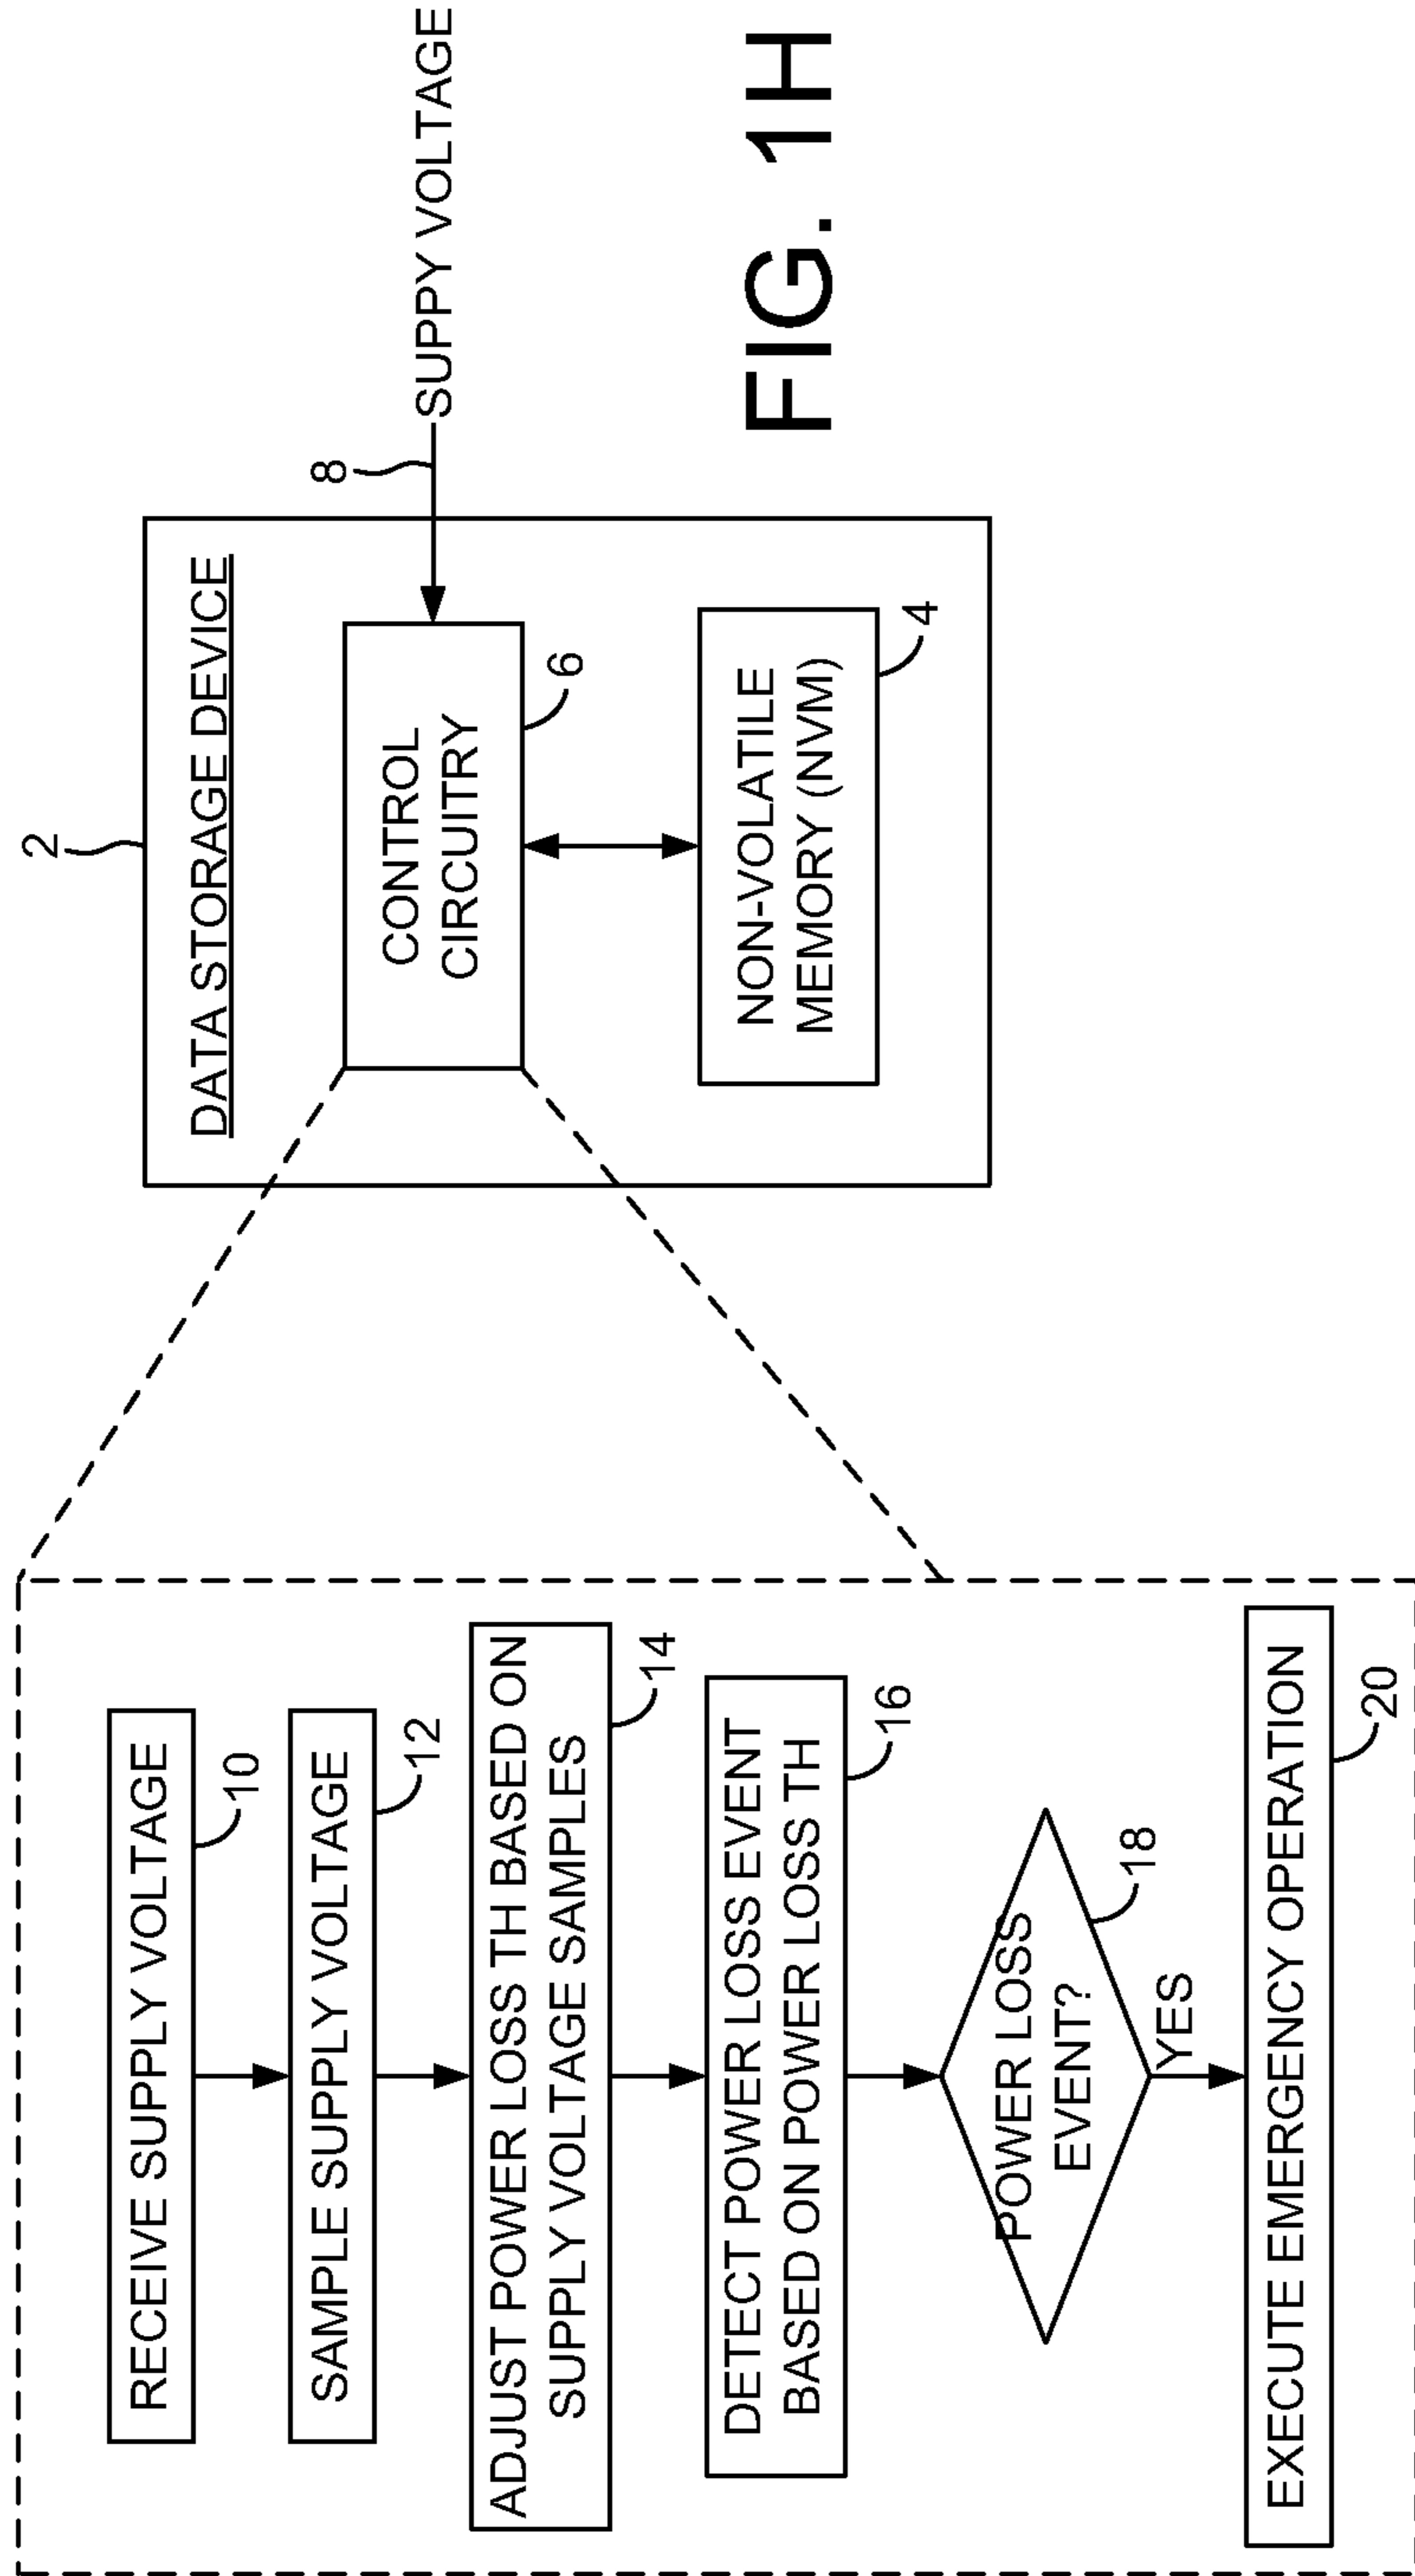 RECEIVE SUPPLY VOLTAGE
10
SAMPLE SUPPLY VOLTAGE
12
ADJUST POWER LOSS TH BASED ON
SUPPLY VOLTAGE SAMPLES
14
DETECT POWER LOSS EVENT
BASED ON POWER LOSS TH
16
POWER LOSS
EVENT?
18
YES
EXECUTE EMERGENCY OPERATION
20
2
DATA STORAGE DEVICE
CONTROL
CIRCUITRY
6
NON-VOLATILE
MEMORY (NVM)
4
8
SUPPY VOLTAGE
FIG. 1H